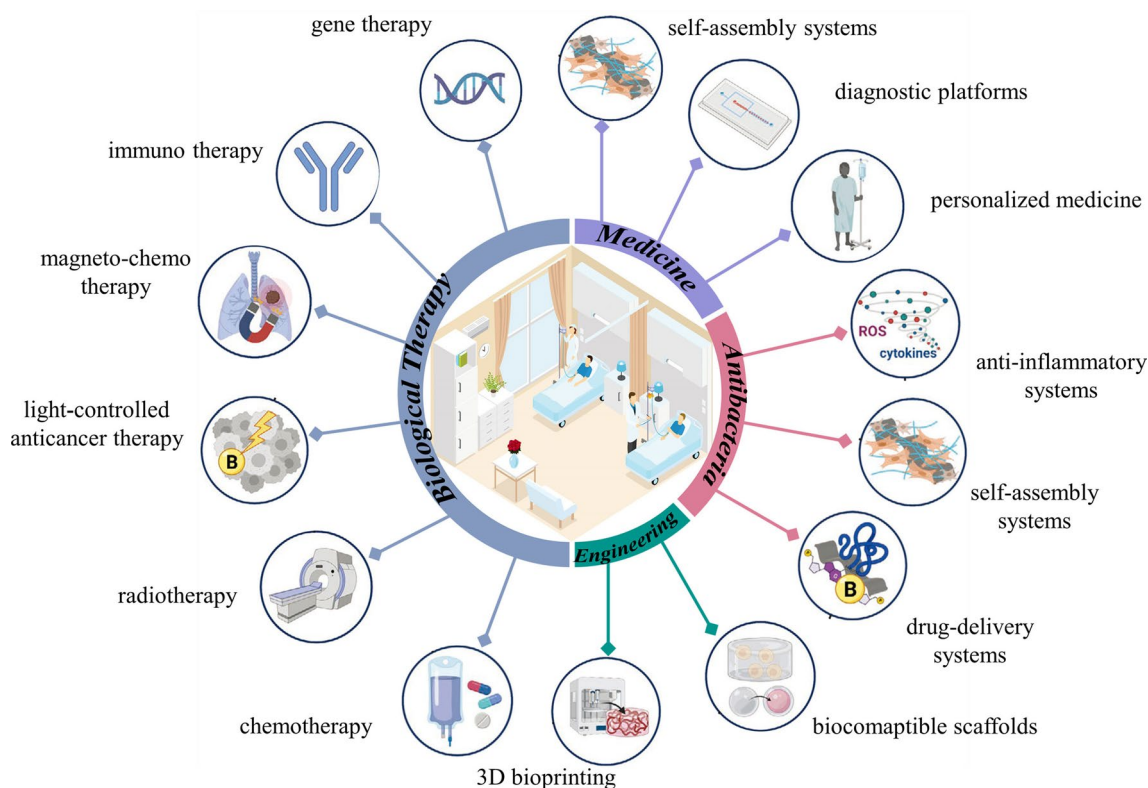 gene therapy
self-assembly systems
diagnostic platforms
immuno therapy
personalized medicine
magneto-chemo
therapy
ROS
cytokines
anti-inflammatory
systems
light-controlled
anticancer therapy
B
self-assembly
systems
radiotherapy
B
drug-delivery
systems
chemotherapy
biocomaptible scaffolds
3D bioprinting
Biological Therapy
Medicine
Antibacteria
Engineering